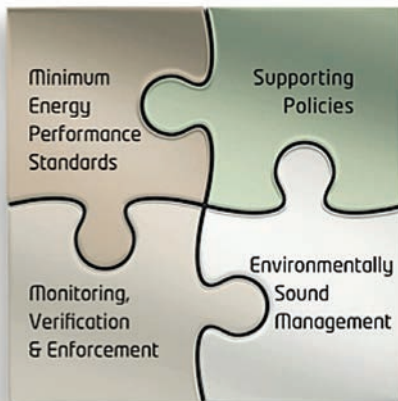 Minimum
Energy
Performance
Standards
Supporting
Policies
Monitoring,
Verification
& Enforcement
Environmentally
Sound
Management